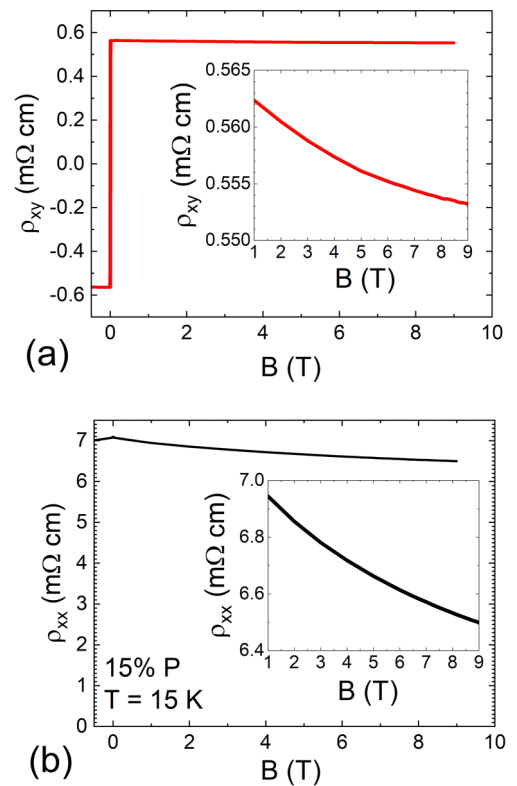 0.6
0.4
0.2
0.0
-0.2
-0.4
-0.6
ρxy (mΩ cm)
0.565
0.560
0.555
0.550
ρxy (mΩ cm)
1 2 3 4 5 6 7 8 9
B (T)
0 2 4 6 8 10
B (T)
(a)
7
6
5
4
3
2
1
0
ρxx (mΩ cm)
7.0
6.8
6.6
6.4
ρxx (mΩ cm)
1 2 3 4 5 6 7 8 9
B (T)
15% P
T = 15 K
0 2 4 6 8 10
B (T)
(b)